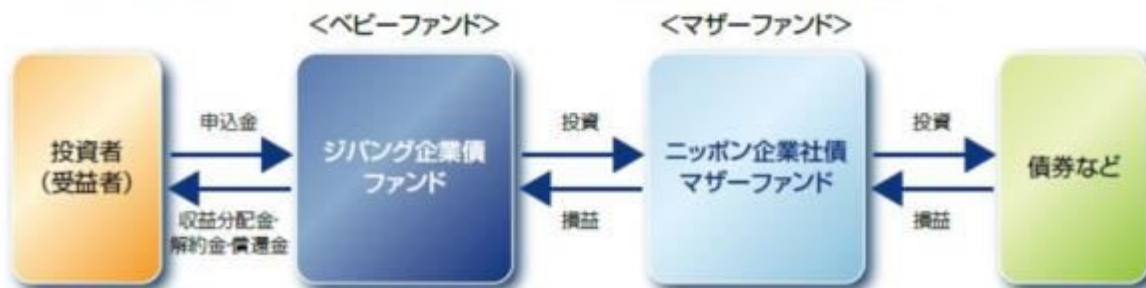 <ベビーファンド>
<マザーファンド>
投資者
(受益者)
申込金
収益分配金・
解約金・償還金
ジパング企業債
ファンド
投資
損益
ニッポン企業社債
マザーファンド
投資
損益
債券など